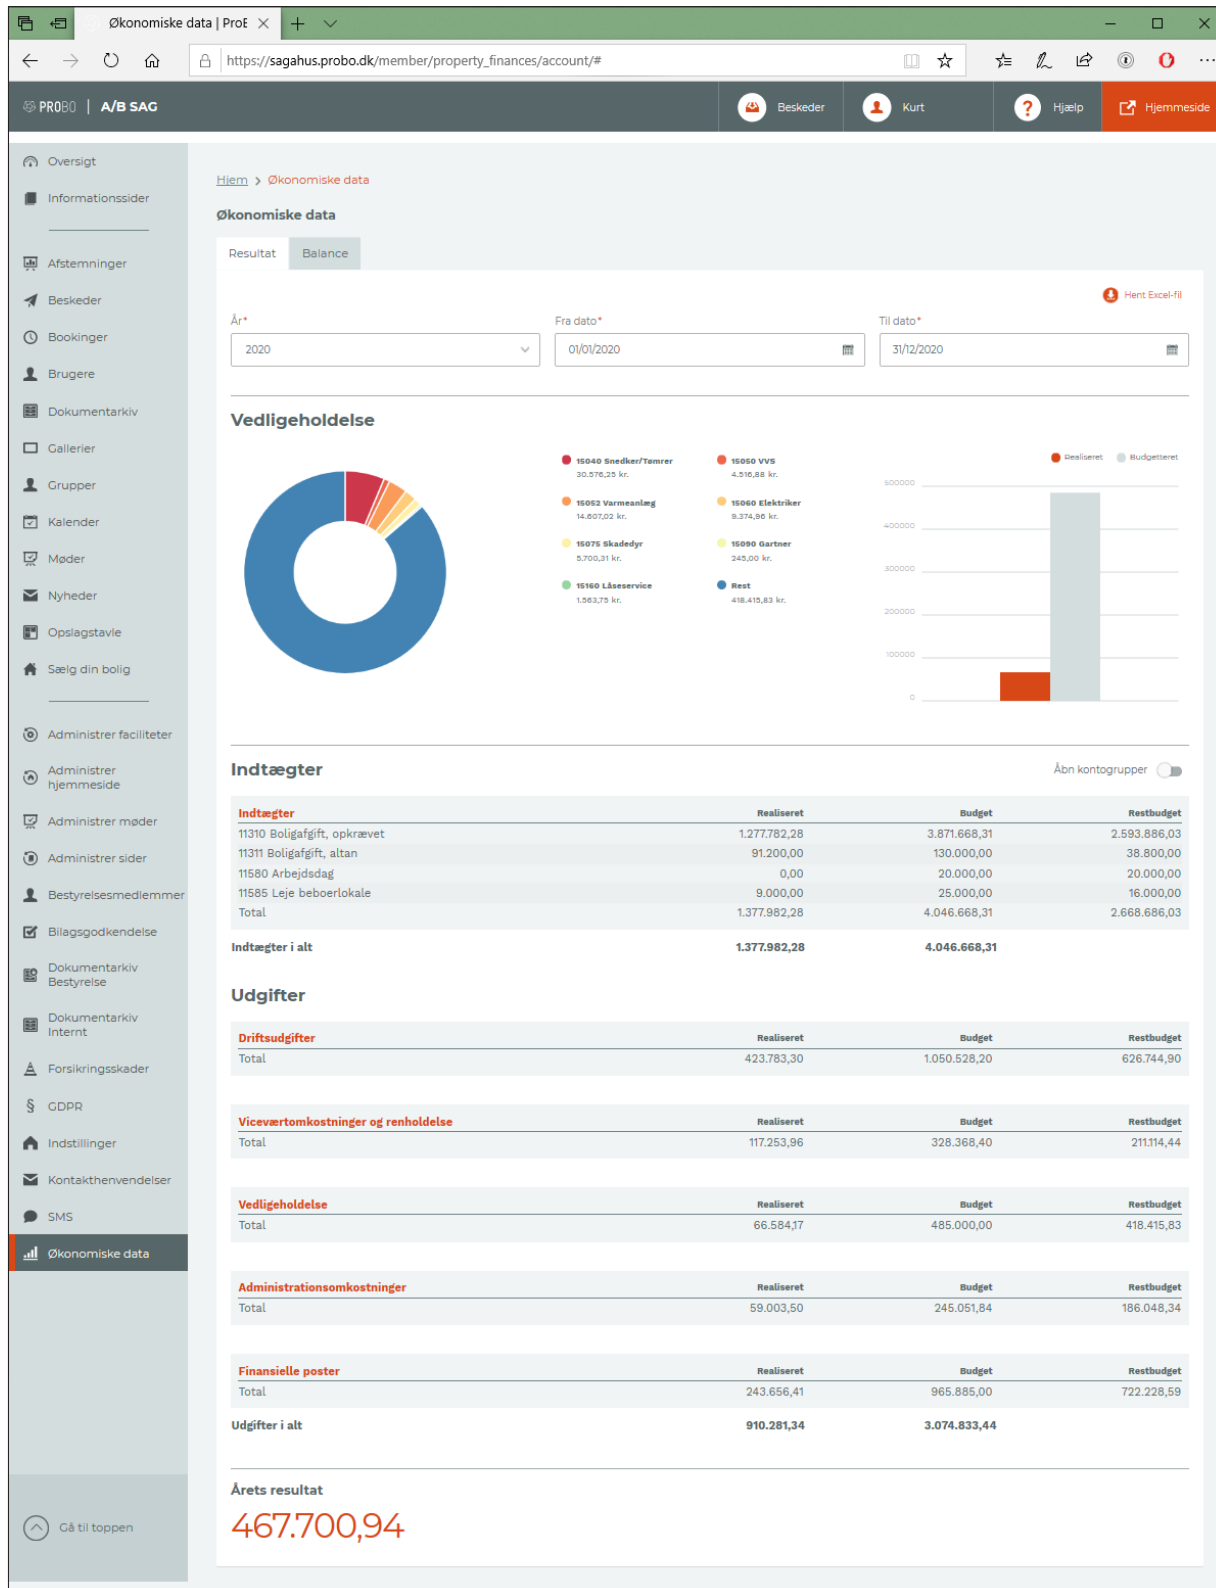 Økonomiske data | ProE
https://sagahus.probo.dk/member/property_finances/account/#
PROBO | A/B SAG
Beskeder
Kurt
Hjælp
Hjemmeside
Oversigt
Informationssider
Afstemninger
Beskeder
Bookinger
Brugere
Dokumentarkiv
Gallerier
Grupper
Kalender
Møder
Nyheder
Opslagstavle
Sælg din bolig
Administrer faciliteter
Administrer
hjemmeside
Administrer møder
Administrer sider
Bestyrelsesmedlemmer
Bilagsgodkendelse
Dokumentarkiv
Bestyrelse
Dokumentarkiv
Internt
Forsikringsskader
§ GDPR
Indstillinger
Kontakthenvendelser
SMS
Økonomiske data
Gå til toppen
Hjem > Økonomiske data
Økonomiske data
Resultat Balance
Hent Excel-fil
År* Fra dato* Til dato*
2020 01/01/2020 31/12/2020
Vedligeholdelse
15040 Snedker/Tømrer
30.576,25 kr.
15050 VVS
4.516,88 kr.
15052 Varmeanlæg
14.607,02 kr.
15060 Elektriker
9.374,96 kr.
15075 Skadedyr
5.700,31 kr.
15090 Gartner
245,00 kr.
15160 Låseservice
1.563,75 kr.
Rest
418.415,83 kr.
Realiseret Budgetteret
500000
400000
300000
200000
100000
0
Indtægter
Åbn kontogrupper
Indtægter Realiseret Budget Restbudget
11310 Boligafgift, opkrævet 1.277.782,28 3.871.668,31 2.593.886,03
11311 Boligafgift, altan 91.200,00 130.000,00 38.800,00
11580 Arbejdsdag 0,00 20.000,00 20.000,00
11585 Leje beboerlokale 9.000,00 25.000,00 16.000,00
Total 1.377.982,28 4.046.668,31 2.668.686,03
Indtægter i alt 1.377.982,28 4.046.668,31
Udgifter
Driftsudgifter Realiseret Budget Restbudget
Total 423.783,30 1.050.528,20 626.744,90
Viceværtomkostninger og renholdelse Realiseret Budget Restbudget
Total 117.253,96 328.368,40 211.114,44
Vedligeholdelse Realiseret Budget Restbudget
Total 66.584,17 485.000,00 418.415,83
Administrationsomkostninger Realiseret Budget Restbudget
Total 59.003,50 245.051,84 186.048,34
Finansielle poster Realiseret Budget Restbudget
Total 243.656,41 965.885,00 722.228,59
Udgifter i alt 910.281,34 3.074.833,44
Årets resultat
467.700,94